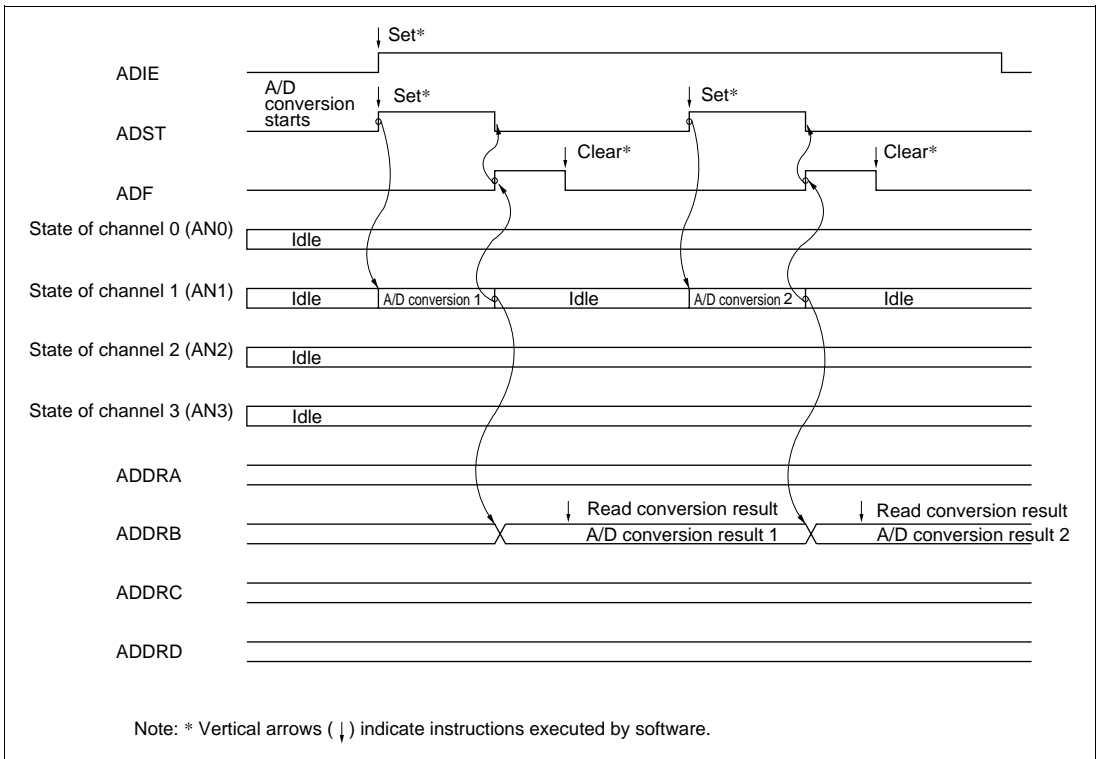 Set*
ADIE
A/D
conversion
starts
Set*
Set*
ADST
Clear*
Clear*
ADF
State of channel 0 (AN0)
Idle
State of channel 1 (AN1)
Idle
A/D conversion 1
Idle
A/D conversion 2
Idle
State of channel 2 (AN2)
Idle
State of channel 3 (AN3)
Idle
ADDRA
Read conversion result
Read conversion result
ADDRB
A/D conversion result 1
A/D conversion result 2
ADDRC
ADDRD
Note: * Vertical arrows (↓) indicate instructions executed by software.